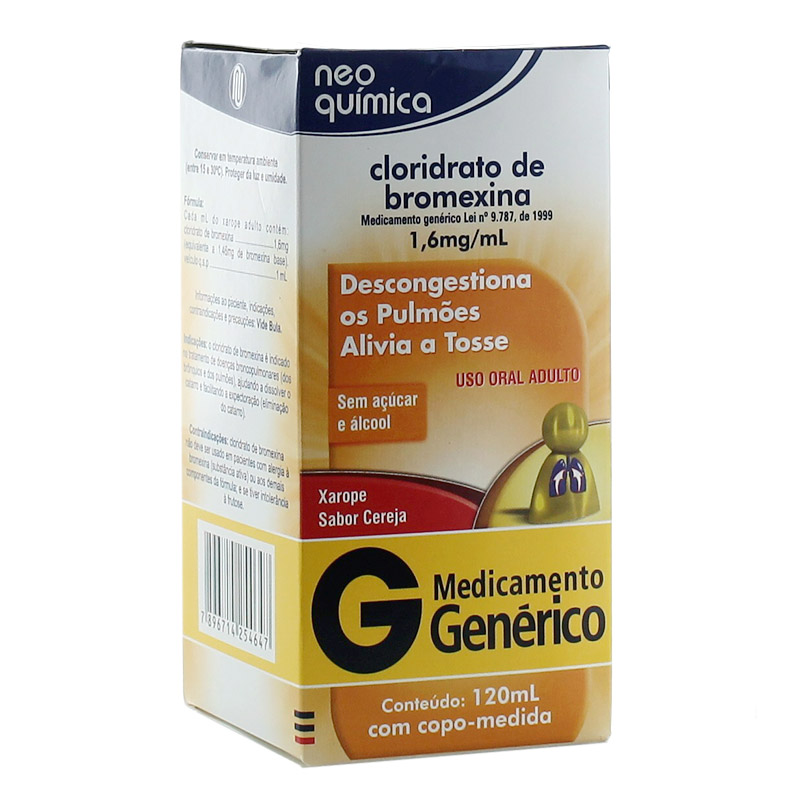 neo
química
cloridrato de
bromexina
Medicamento genérico Lei nº 9.787, de 1999
1,6mg/mL
Descongestiona
os Pulmões
Alivia a Tosse
USO ORAL ADULTO
Sem açúcar
e álcool
Xarope
Sabor Cereja
G Medicamento
Genérico
Conteúdo: 120mL
com copo-medida
Conservar em temperatura ambiente
(entre 15 e 30ºC). Proteger da luz e umidade.
Fórmula:
Cada mL do xarope adulto contém:
cloridrato de bromexina 1,6mg
(equivalente a 1,46mg de bromexina base)
veículo q.s.p 1 mL
Informações ao paciente, indicações,
contraindicações e precauções: Vide Bula.
Indicações: o cloridrato de bromexina é indicado
no tratamento de doenças broncopulmonares (dos
brônquios e dos pulmões), ajudando a dissolver o
catarro e facilitando a expectoração (eliminação
do catarro).
Contraindicações: cloridrato de bromexina
não deve ser usado em pacientes com alergia à
bromexina (substância ativa) ou aos demais
componentes da fórmula; e se tiver intolerância
à frutose.
7 896714 254647